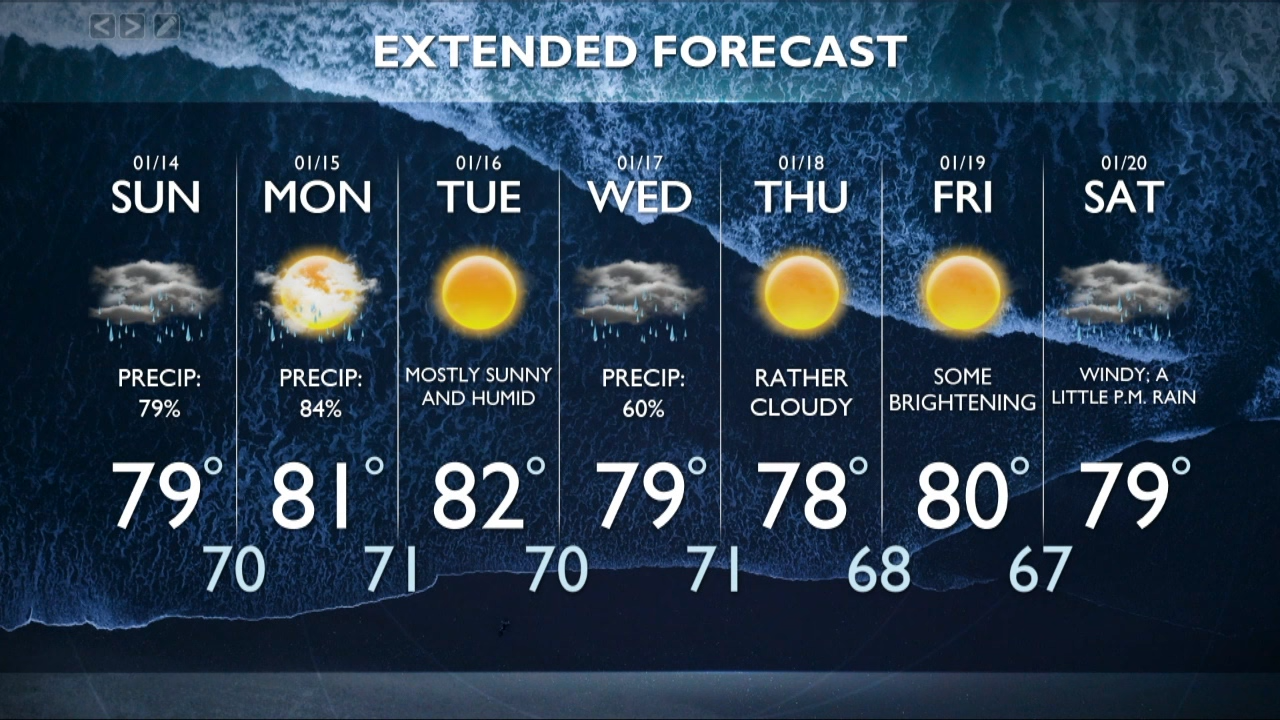 EXTENDED FORECAST
01/14
SUN
PRECIP:
79%
79°
01/15
MON
PRECIP:
84%
81°
01/16
TUE
MOSTLY SUNNY
AND HUMID
82°
01/17
WED
PRECIP:
60%
79°
01/18
THU
RATHER
CLOUDY
78°
01/19
FRI
SOME
BRIGHTENING
80°
01/20
SAT
WINDY; A
LITTLE P.M. RAIN
79°
70 71 70 71 68 67